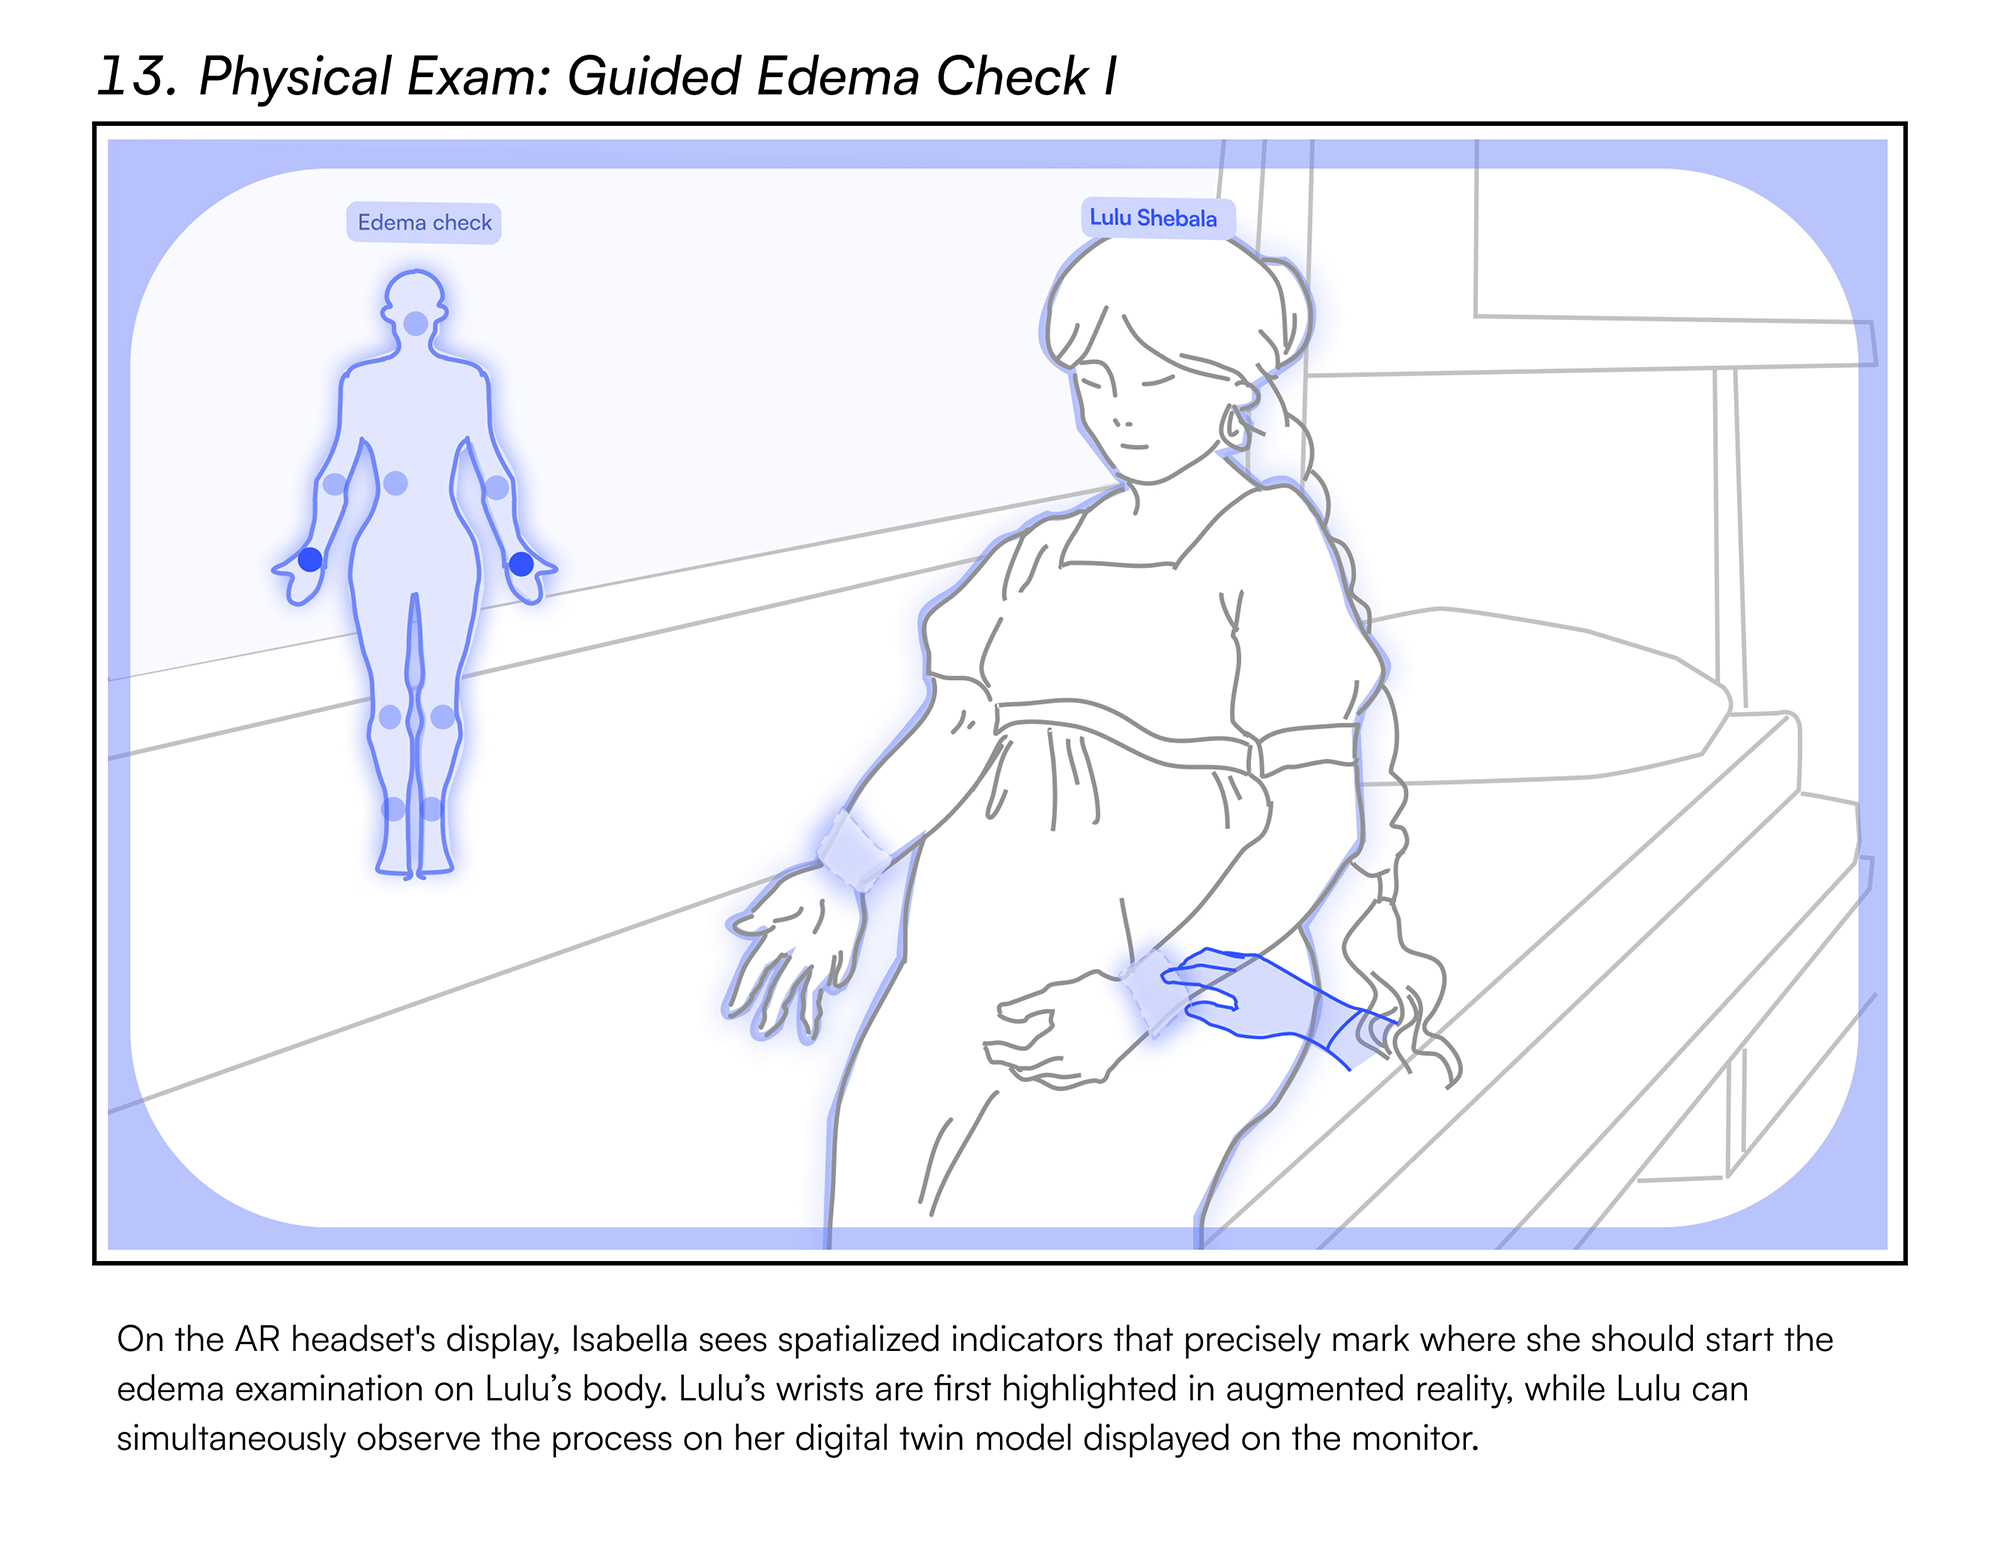 13. Physical Exam: Guided Edema Check I
Edema check
Lulu Shebala
On the AR headset's display, Isabella sees spatialized indicators that precisely mark where she should start the
edema examination on Lulu’s body. Lulu’s wrists are first highlighted in augmented reality, while Lulu can
simultaneously observe the process on her digital twin model displayed on the monitor.